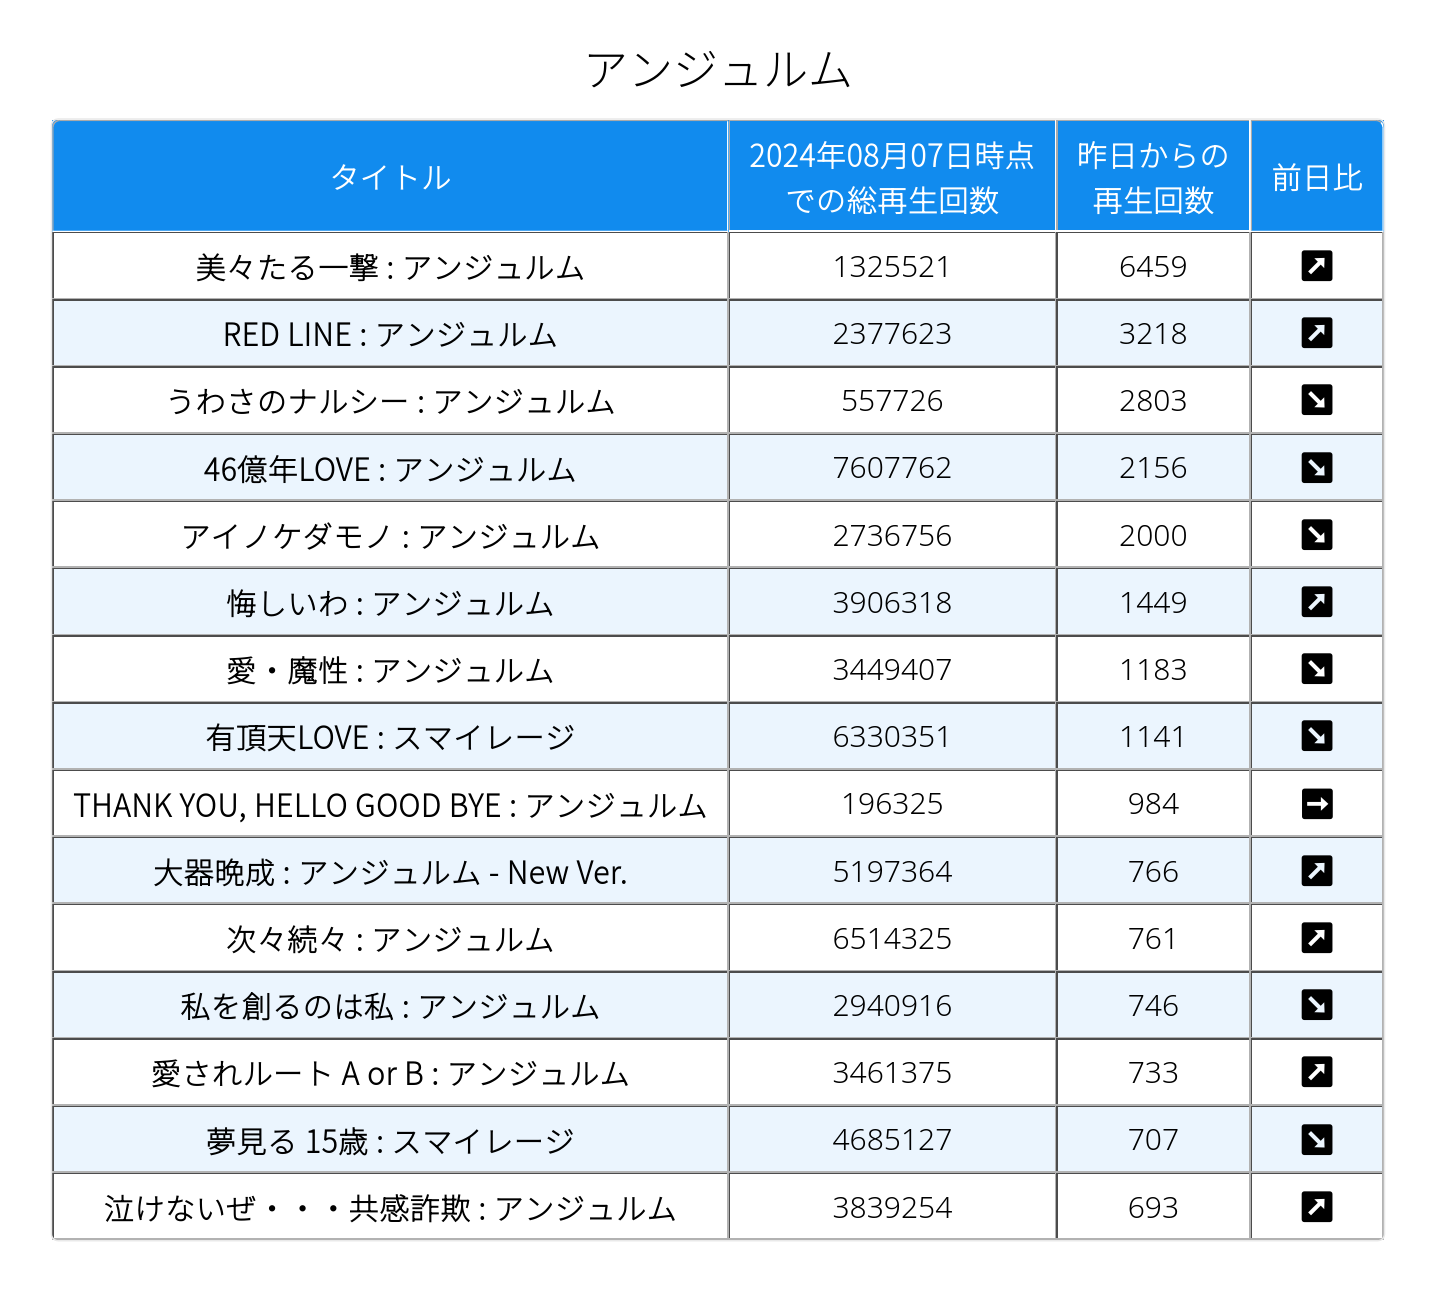 アンジュルム
タイトル 2024年08月07日時点 での総再生回数 昨日からの 再生回数 前日比
美々たる一撃 : アンジュルム 1325521 6459 ↗
RED LINE : アンジュルム 2377623 3218 ↗
うわさのナルシー : アンジュルム 557726 2803 ↘
46億年LOVE : アンジュルム 7607762 2156 ↘
アイノケダモノ : アンジュルム 2736756 2000 ↘
悔しいわ : アンジュルム 3906318 1449 ↗
愛・魔性 : アンジュルム 3449407 1183 ↘
有頂天LOVE : スマイレージ 6330351 1141 ↘
THANK YOU, HELLO GOOD BYE : アンジュルム 196325 984 →
大器晩成 : アンジュルム - New Ver. 5197364 766 ↗
次々続々 : アンジュルム 6514325 761 ↗
私を創るのは私 : アンジュルム 2940916 746 ↘
愛されルート A or B : アンジュルム 3461375 733 ↗
夢見る 15歳 : スマイレージ 4685127 707 ↘
泣けないぜ・・・共感詐欺 : アンジュルム 3839254 693 ↗